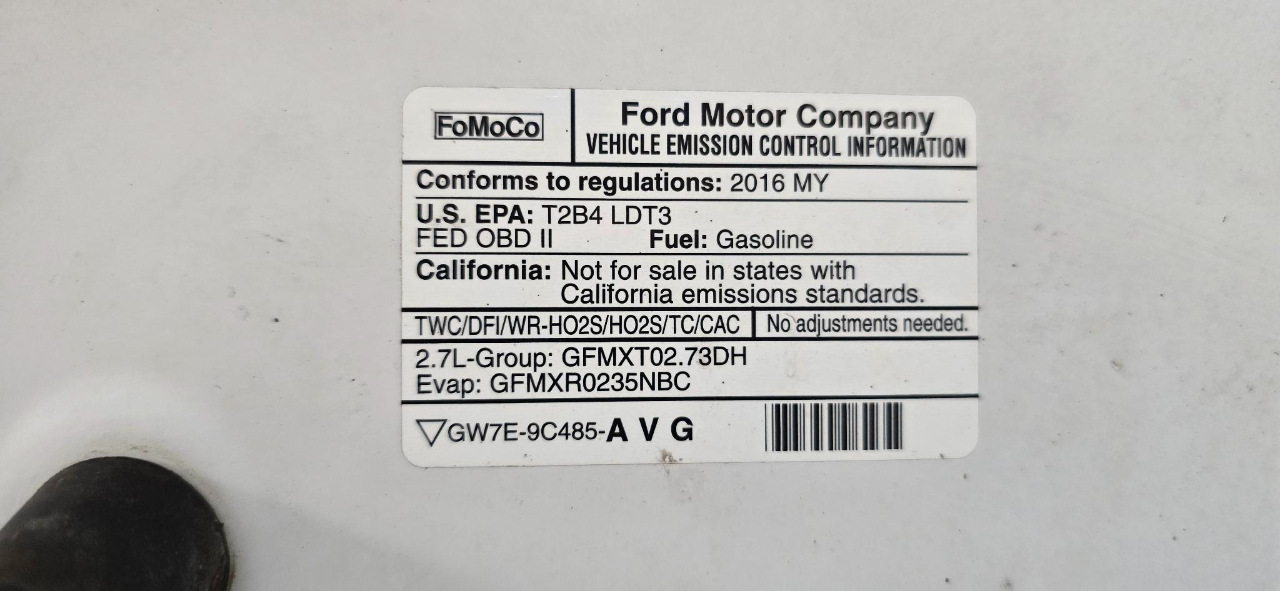 FoMoCo
Ford Motor Company
VEHICLE EMISSION CONTROL INFORMATION
Conforms to regulations: 2016 MY
U.S. EPA: T2B4 LDT3
FED OBD II Fuel: Gasoline
California: Not for sale in states with
California emissions standards.
TWC/DFI/WR-HO2S/HO2S/TC/CAC No adjustments needed.
2.7L-Group: GFMXT02.73DH
Evap: GFMXR0235NBC
▽GW7E-9C485-A V G